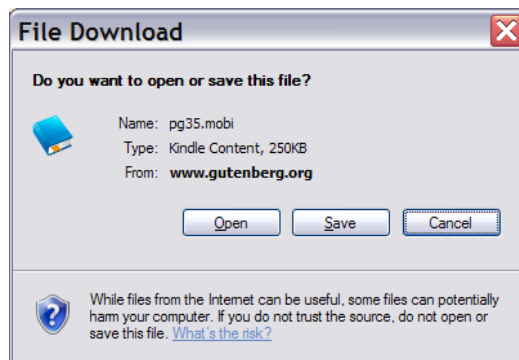 File Download
Do you want to open or save this file?
Name: pg35.mobi
Type: Kindle Content, 250KB
From: www.gutenberg.org
Open Save Cancel
While files from the Internet can be useful, some files can potentially
harm your computer. If you do not trust the source, do not open or
save this file. What's the risk?